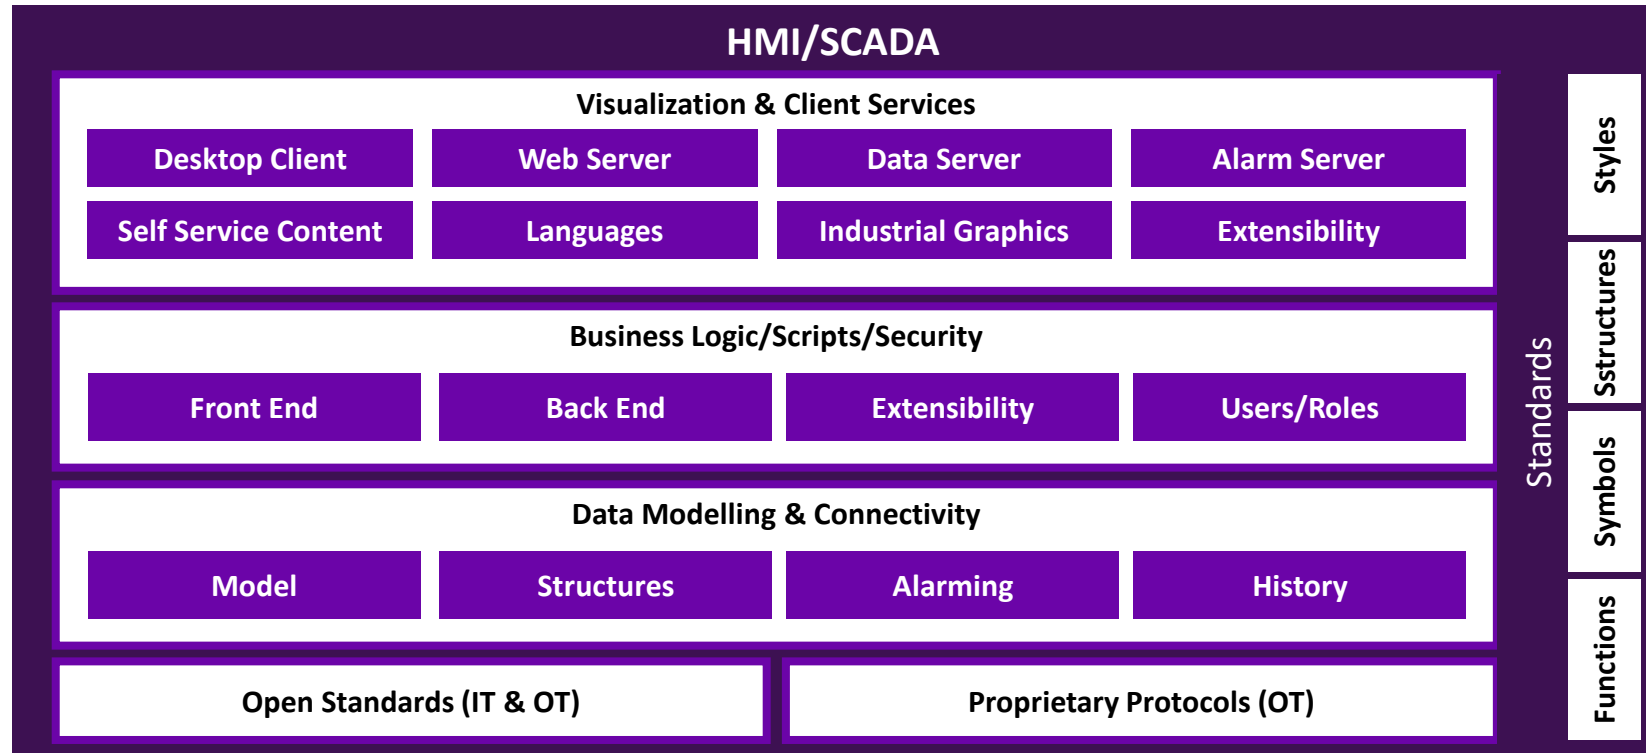 HMI/SCADA
Visualization & Client Services
Desktop Client
Web Server
Data Server
Alarm Server
Self Service Content
Languages
Industrial Graphics
Extensibility
Business Logic/Scripts/Security
Front End
Back End
Extensibility
Users/Roles
Data Modelling & Connectivity
Model
Structures
Alarming
History
Open Standards (IT & OT)
Proprietary Protocols (OT)
Standards
Styles
Sstructures
Symbols
Functions